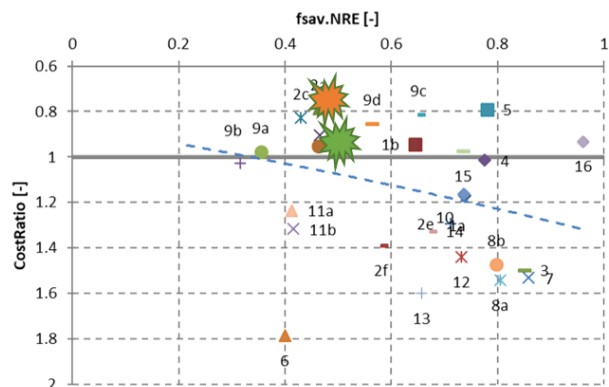 fsav.NRE [-]
0 0.2 0.4 0.6 0.8 1
0.6
2c 9d 9c
0.8
5
9b 9a 1b
1
4 16
15
1.2
11a 10 1a
11b 2e 14
1.4
8b
2f 12 3
7
8a
1.6
13
1.8
6
2
CostRatio [-]